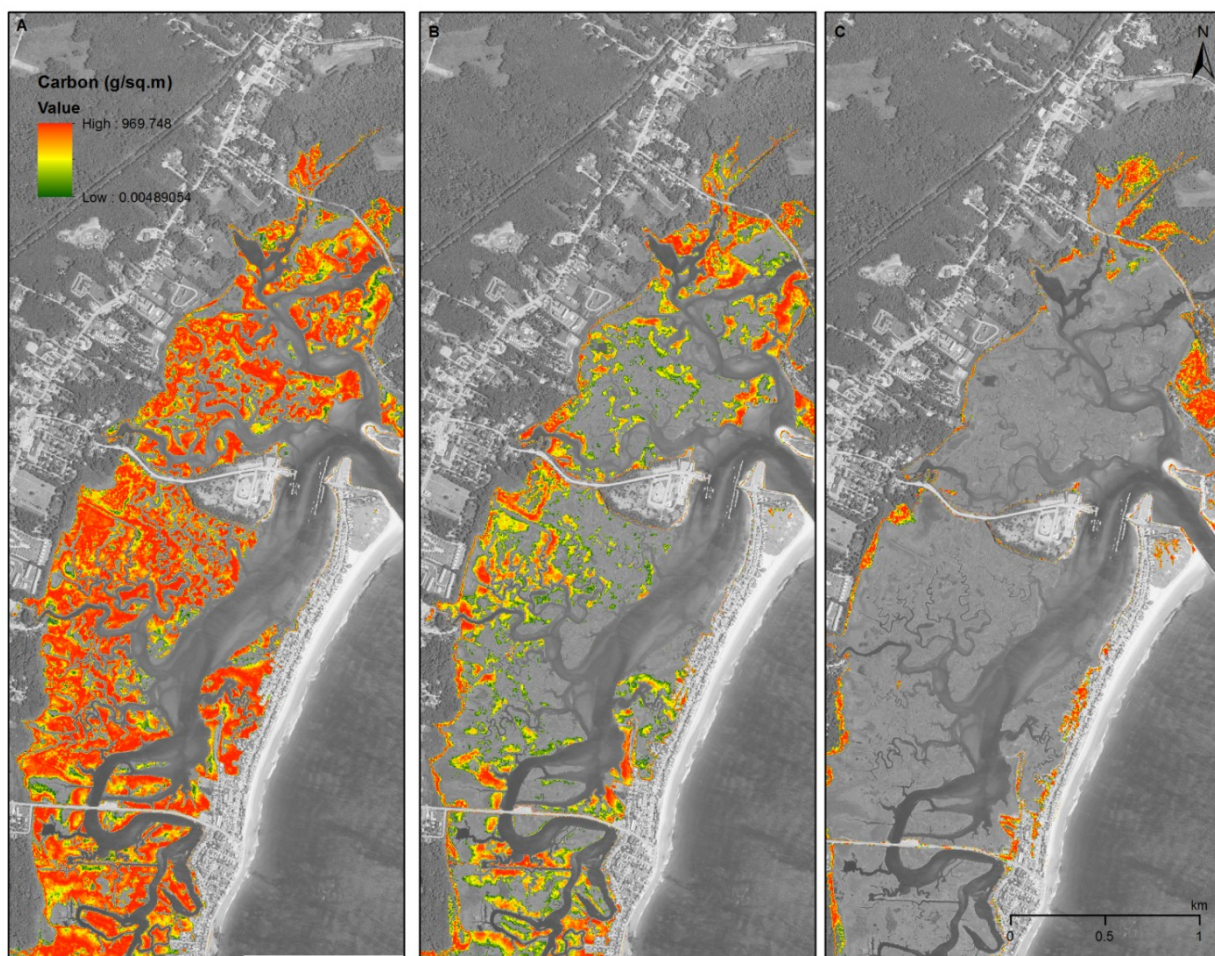 A
B
C
N
Carbon (g/sq.m)
Value
High : 969.748
Low : 0.00489054
km
0
0.5
1